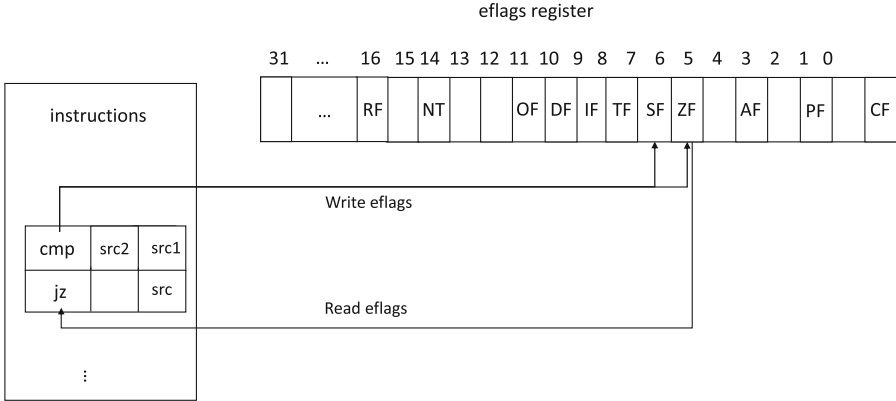 eflags register
31 ... 16 15 14 13 12 11 10 9 8 7 6 5 4 3 2 1 0
... RF NT OF DF IF TF SF ZF AF PF CF
instructions
Write eflags
cmp src2 src1
jz src
Read eflags
...